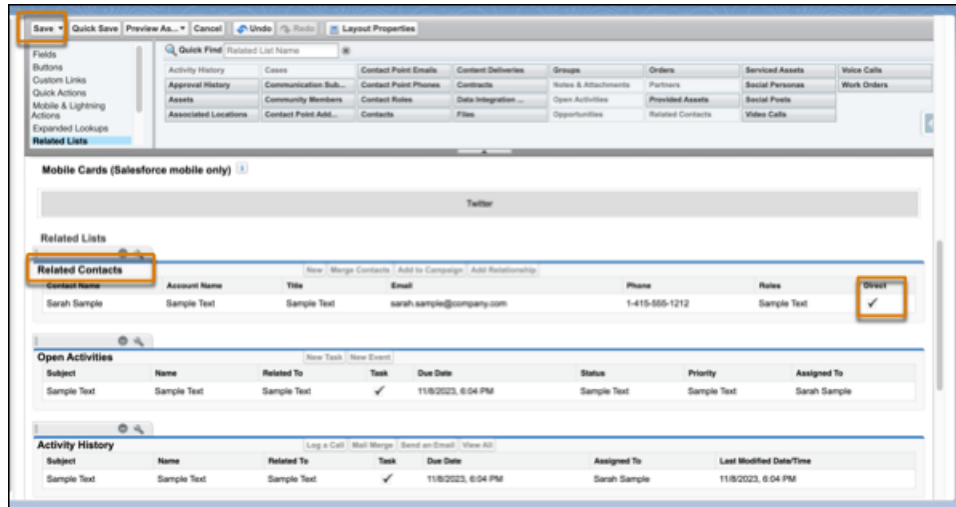 Save Quick Save Preview As... Cancel Undo Redo Layout Properties
Fields
Buttons
Custom Links
Quick Actions
Mobile & Lightning
Actions
Expanded Lookups
Related Lists
Quick Find Related List Name
Activity History Cases Contact Point Emails Content Deliveries Groups Orders Serviced Assets Voice Calls
Approval History Communication Sub... Contact Point Phones Contracts Notes & Attachments Partners Social Personas Work Orders
Assets Community Members Contact Roles Data Integration ... Open Activities Provided Assets Social Posts
Associated Locations Contact Point Add... Contacts Files Opportunities Related Contacts Video Calls
Mobile Cards (Salesforce mobile only) i
Twitter
Related Lists
Related Contacts New Merge Contacts Add to Campaign Add Relationship
Contact Name Account Name Title Email Phone Roles Direct
Sarah Sample Sample Text Sample Text sarah.sample@company.com 1-415-555-1212 Sample Text ✓
Open Activities New Task New Event
Subject Name Related To Task Due Date Status Priority Assigned To
Sample Text Sample Text Sample Text ✓ 11/8/2023, 6:04 PM Sample Text Sample Text Sarah Sample
Activity History Log a Call Mail Merge Send an Email View All
Subject Name Related To Task Due Date Assigned To Last Modified Date/Time
Sample Text Sample Text Sample Text ✓ 11/8/2023, 6:04 PM Sarah Sample 11/8/2023, 6:04 PM